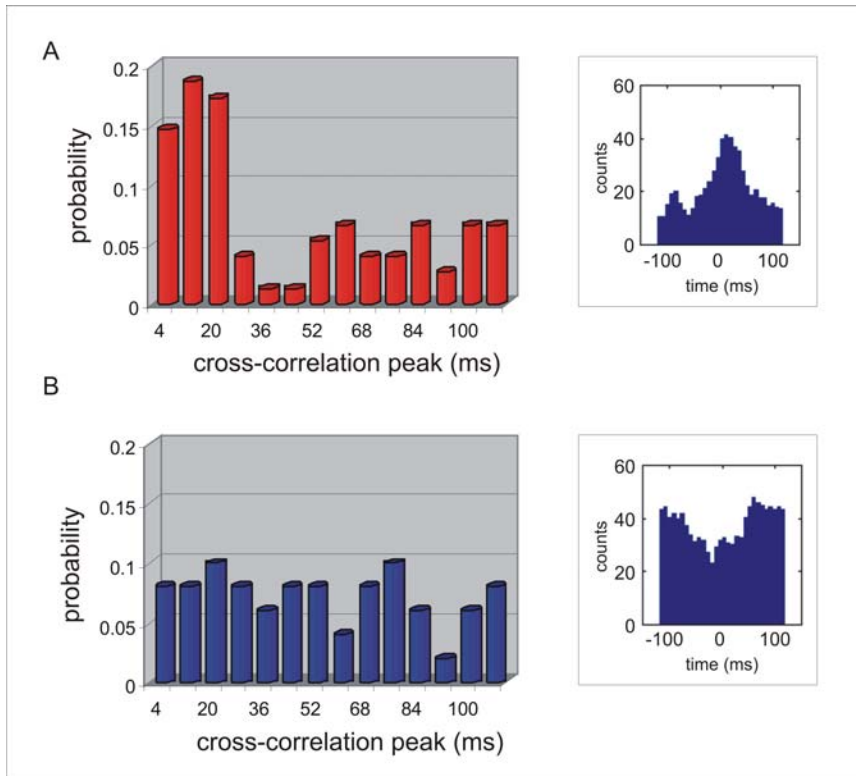 A
probability
0.2
0.15
0.1
0.05
0
4 20 36 52 68 84 100
cross-correlation peak (ms)
60
40
20
0
counts
-100 0 100
time (ms)
B
probability
0.2
0.15
0.1
0.05
0
4 20 36 52 68 84 100
cross-correlation peak (ms)
60
40
20
0
counts
-100 0 100
time (ms)